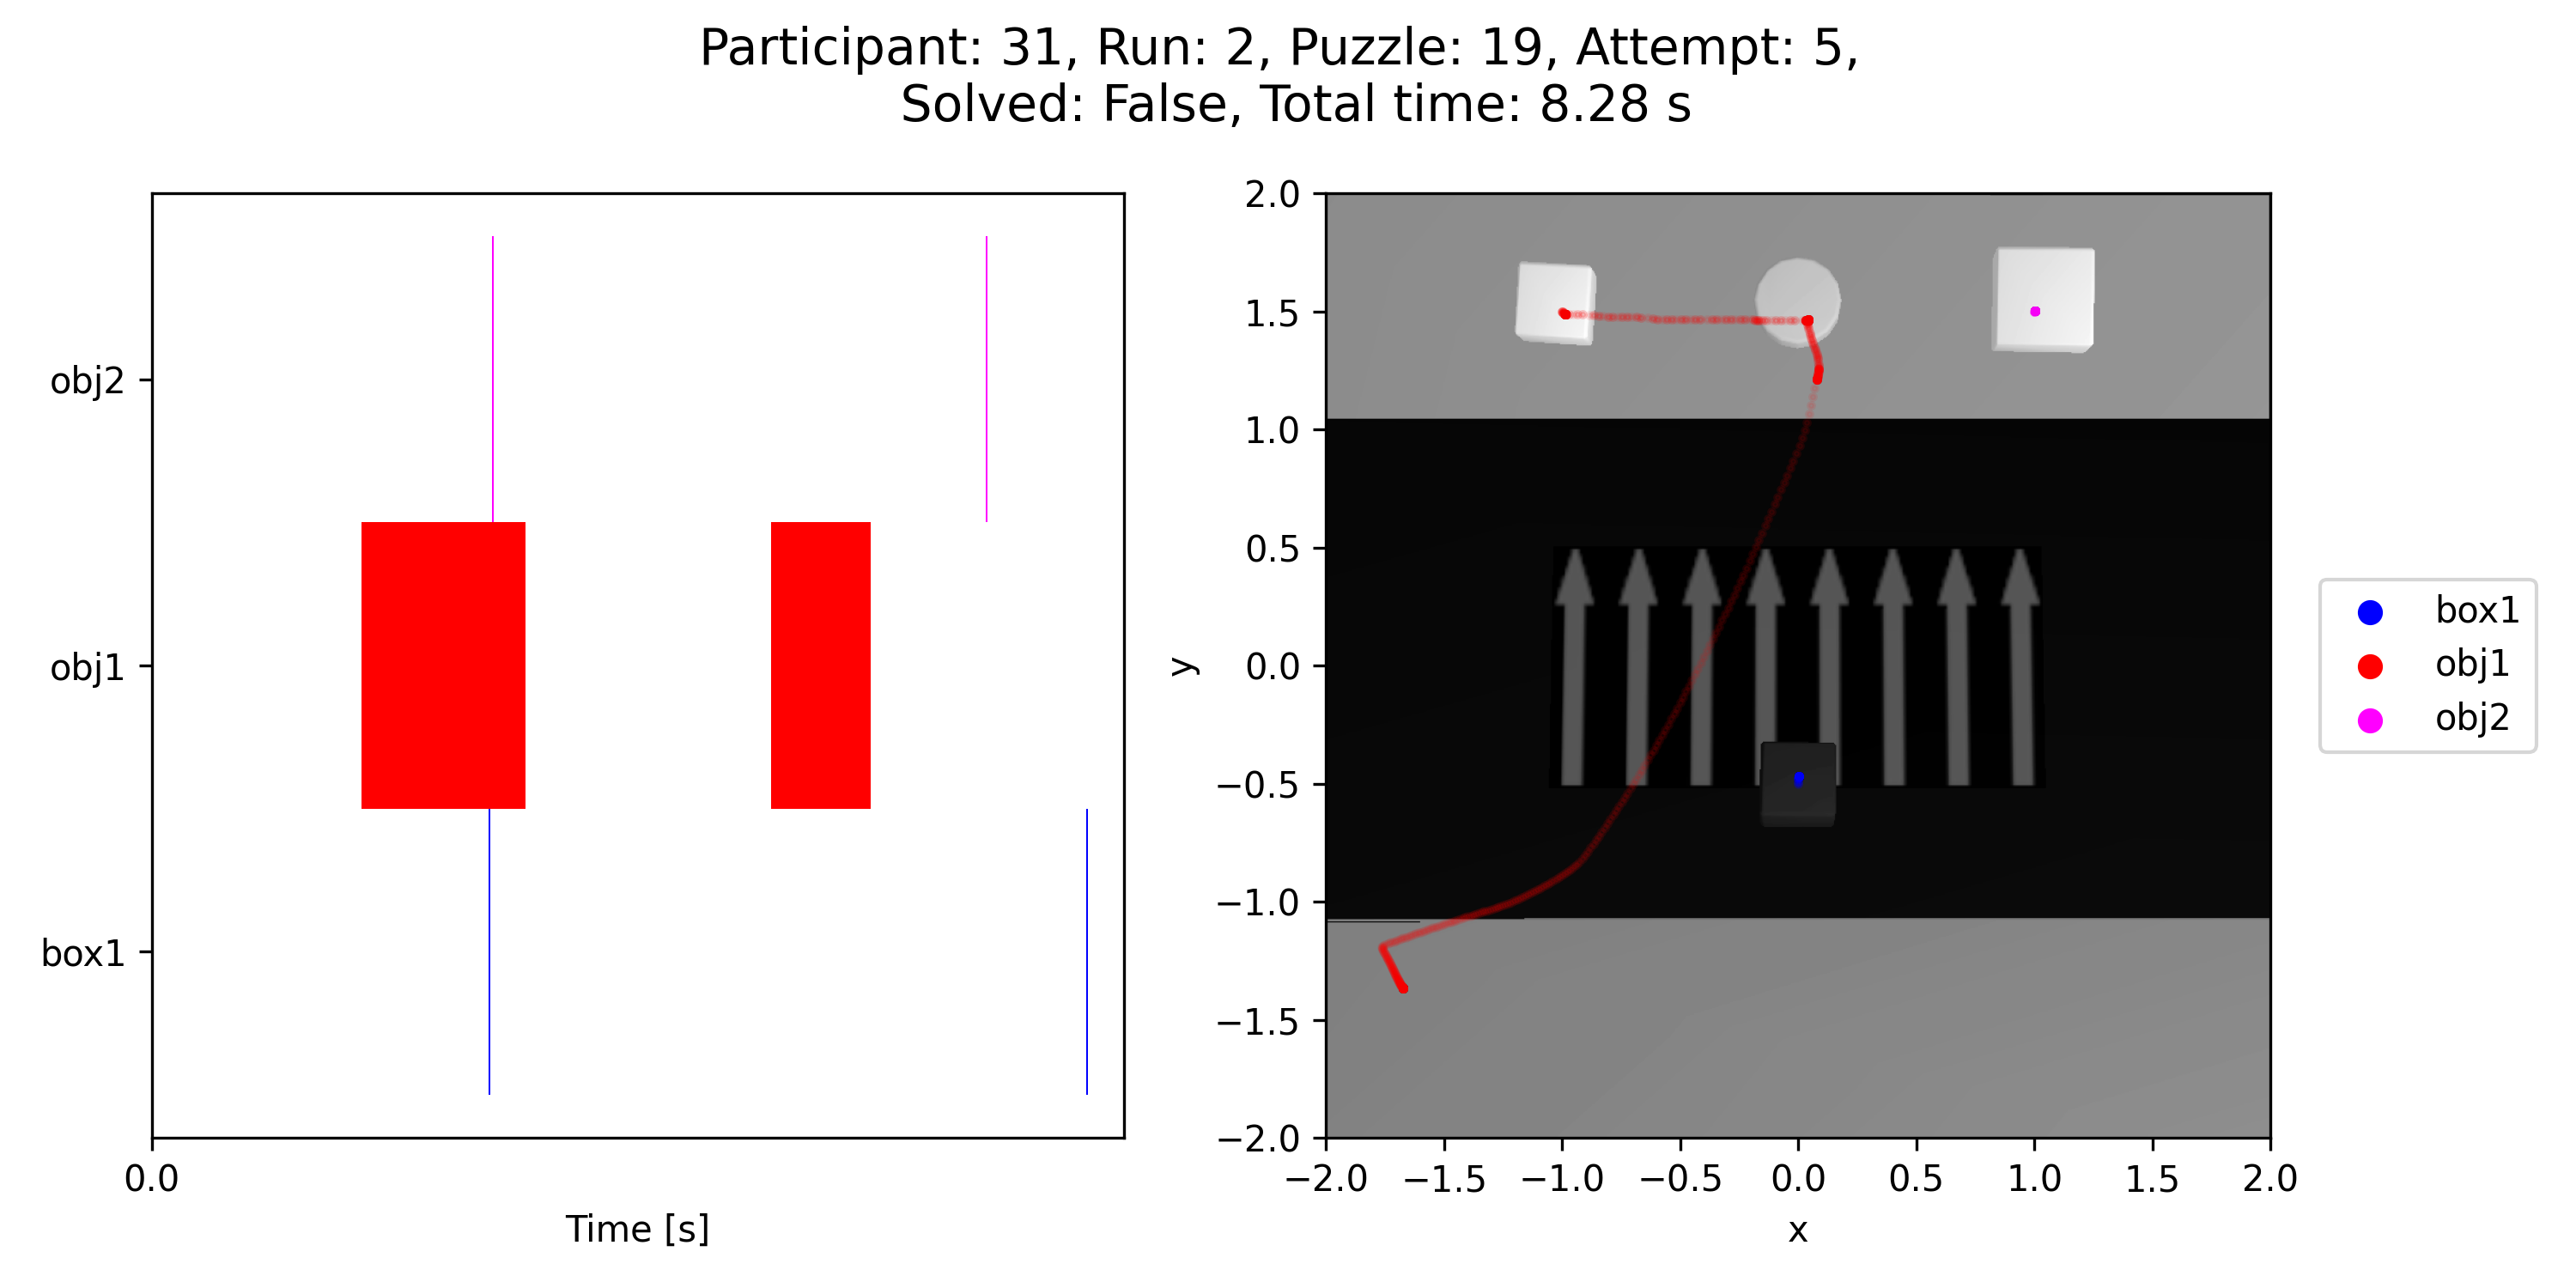 Participant: 31, Run: 2, Puzzle: 19, Attempt: 5,
Solved: False, Total time: 8.28 s
obj2
obj1
box1
0.0
Time [s]
2.0
1.5
1.0
0.5
0.0
−0.5
−1.0
−1.5
−2.0
y
−2.0 −1.5 −1.0 −0.5 0.0 0.5 1.0 1.5 2.0
x
box1
obj1
obj2